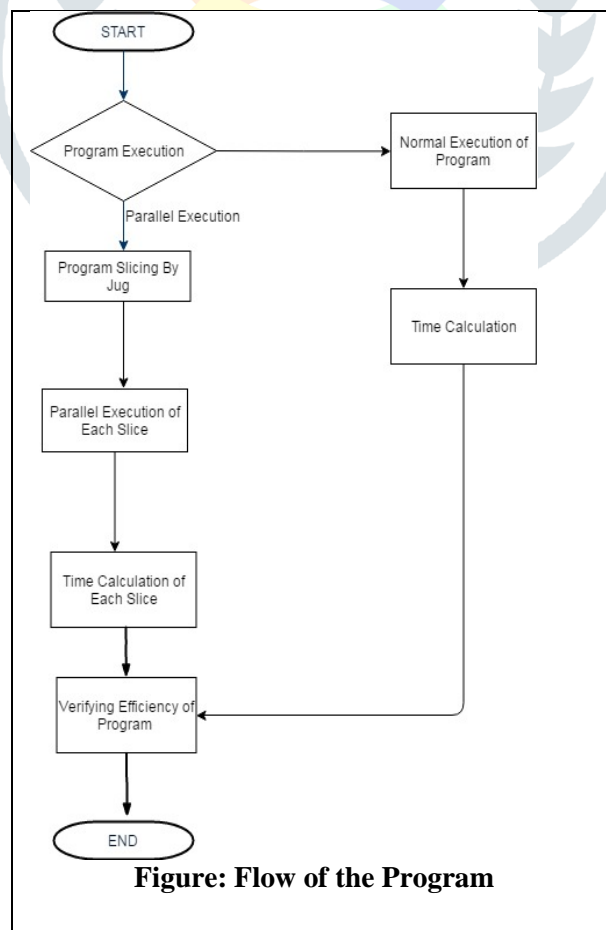 START
Program Execution
Normal Execution of
Program
Parallel Execution
Program Slicing By
Jug
Time Calculation
Parallel Execution of
Each Slice
Time Calculation of
Each Slice
Verifying Efficiency of
Program
END
Figure: Flow of the Program